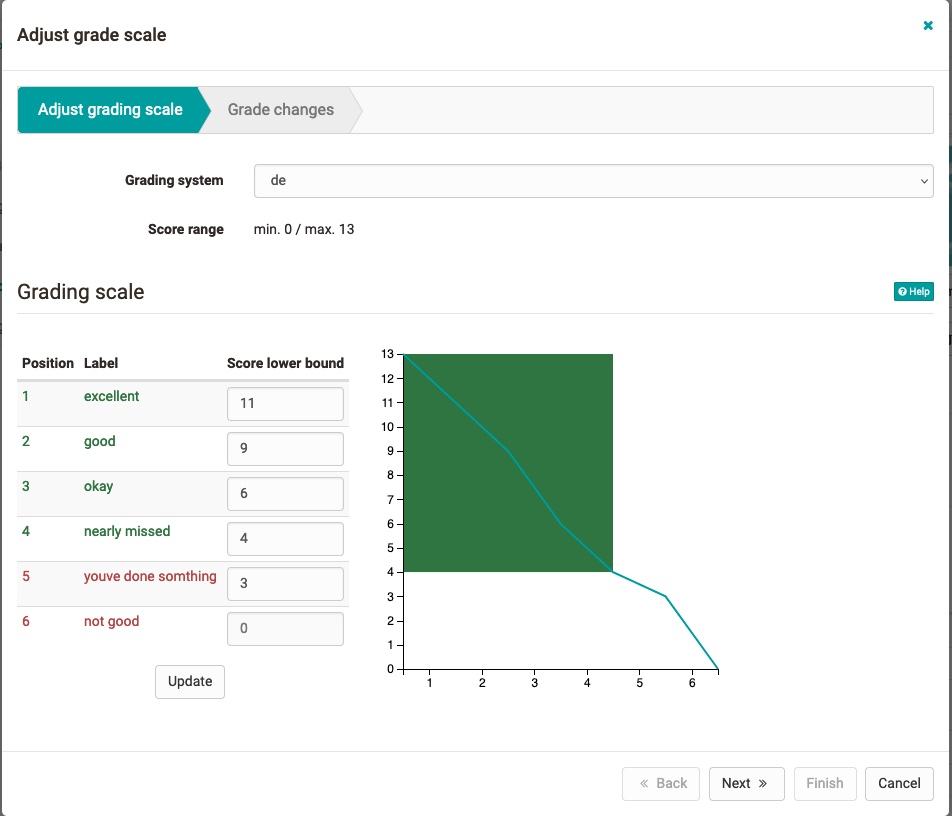 Adjust grade scale
Adjust grading scale
Grade changes
Grading system
de
Score range
min. 0 / max. 13
Grading scale
Help
Position Label Score lower bound
1 excellent 11
2 good 9
3 okay 6
4 nearly missed 4
5 youve done somthing 3
6 not good 0
Update
13
12
11
10
9
8
7
6
5
4
3
2
1
0
1 2 3 4 5 6
« Back
Next »
Finish
Cancel